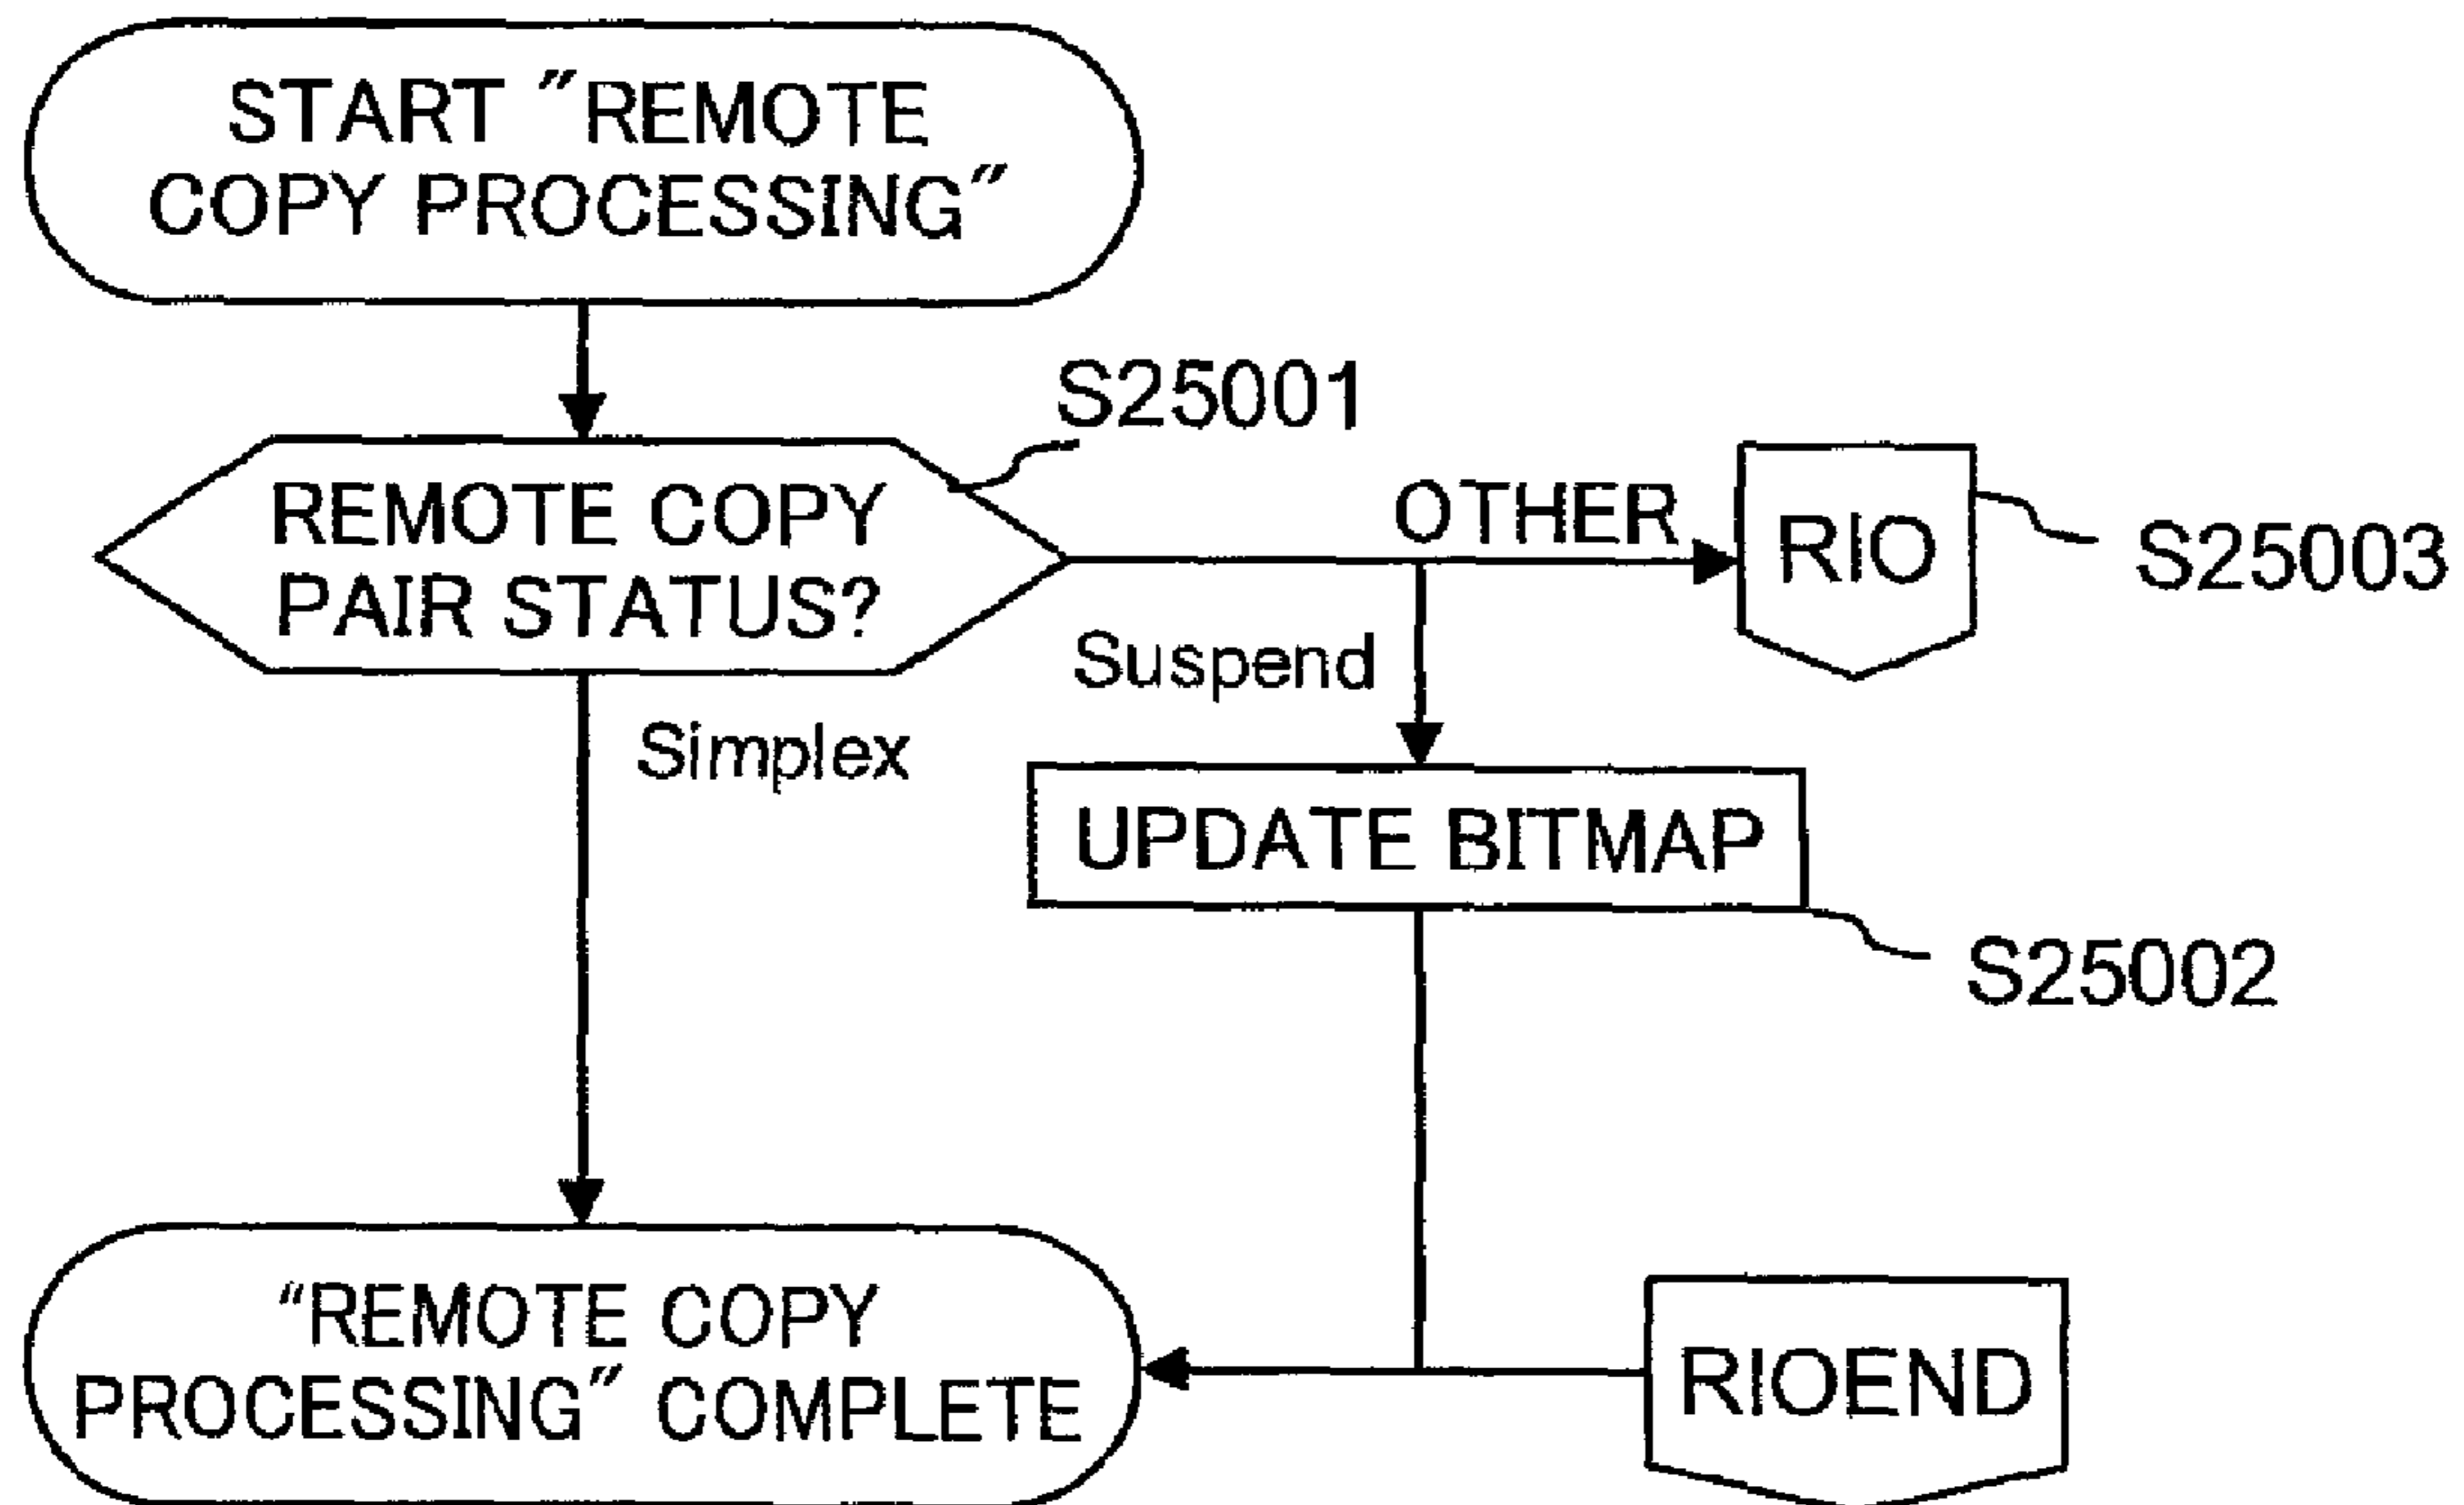 START "REMOTE
COPY PROCESSING"
S25001
REMOTE COPY
PAIR STATUS?
OTHER
RIO
S25003
Suspend
Simplex
UPDATE BITMAP
S25002
"REMOTE COPY
PROCESSING" COMPLETE
RIOEND